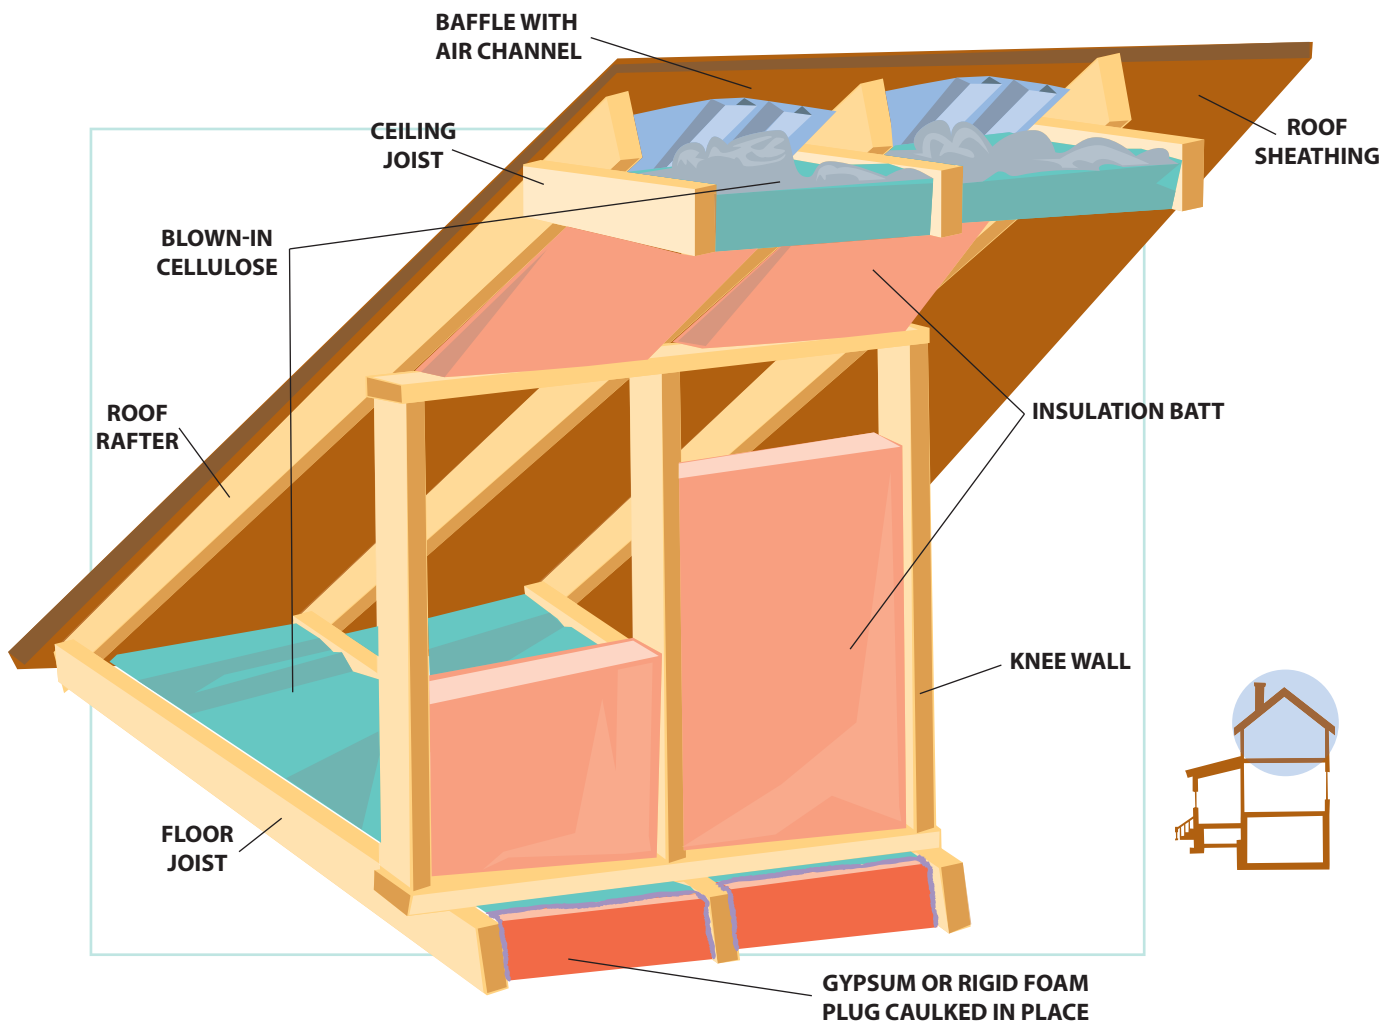 BAFFLE WITH
AIR CHANNEL
CEILING
JOIST
ROOF
SHEATHING
BLOWN-IN
CELLULOSE
ROOF
RAFTER
INSULATION BATT
KNEE WALL
FLOOR
JOIST
GYPSUM OR RIGID FOAM
PLUG CAULKED IN PLACE